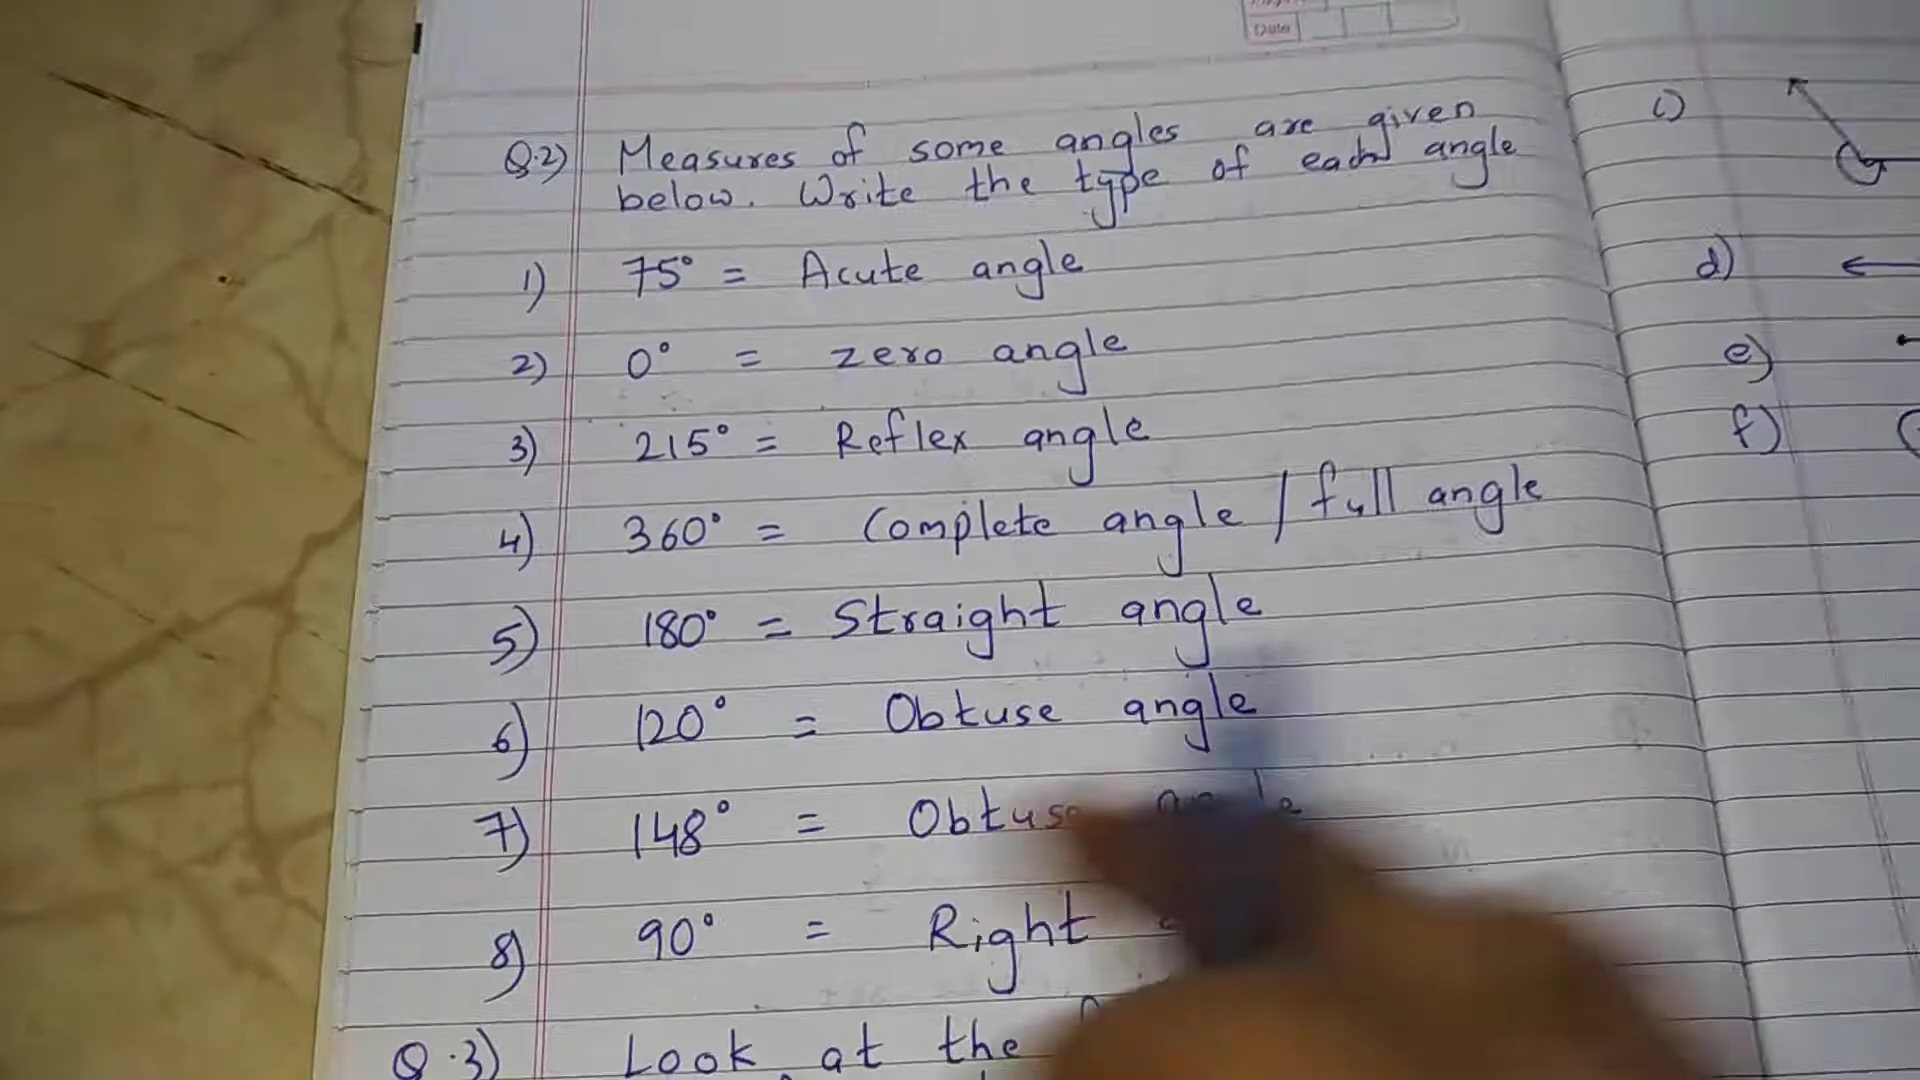 Date
Q.2) Measures of some angles are given
below. Write the type of each angle
1) 75° = Acute angle
2) 0° = zero angle
3) 215° = Reflex angle
4) 360° = Complete angle / full angle
5) 180° = Straight angle
6) 120° = Obtuse angle
7) 148° = Obtuse angle
8) 90° = Right
Q.3) Look at the
c)
d)
e)
f)